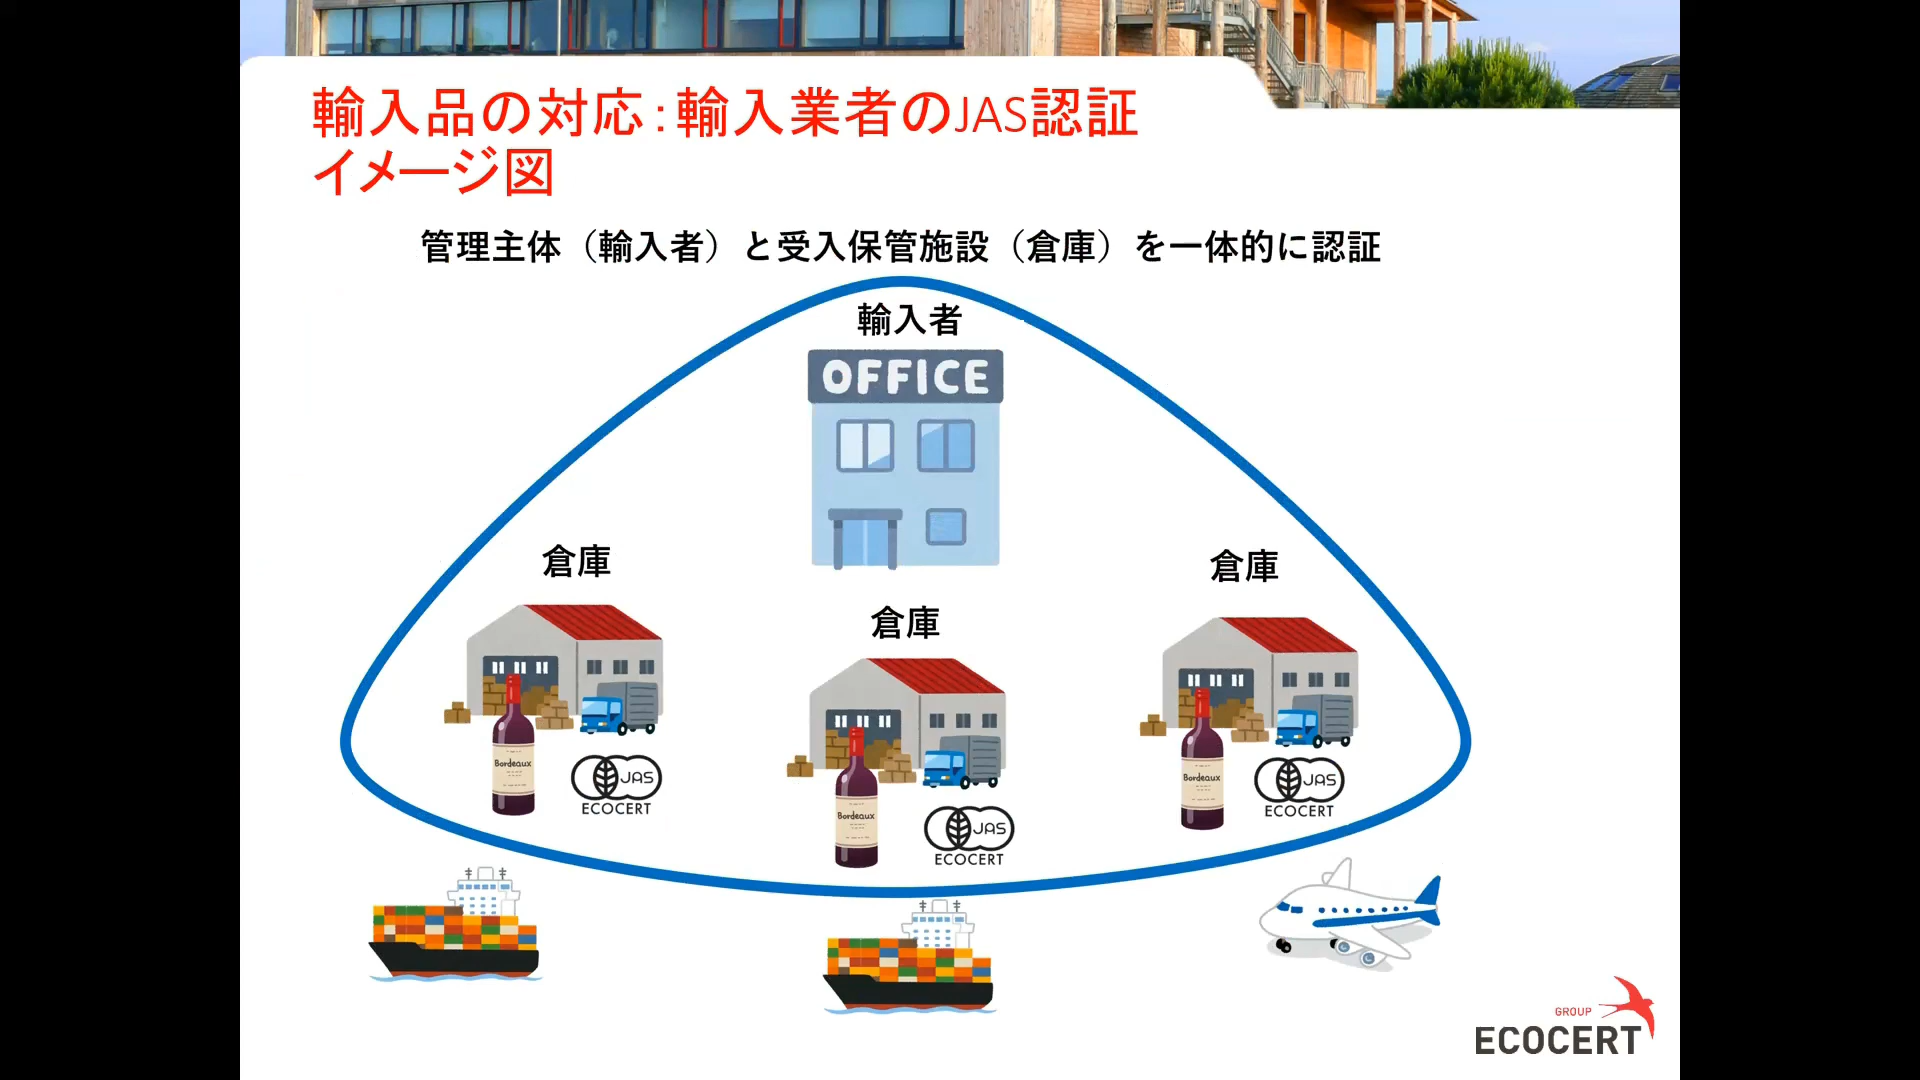 輸入品の対応：輸入業者のJAS認証
イメージ図
管理主体（輸入者）と受入保管施設（倉庫）を一体的に認証
輸入者
OFFICE
倉庫
倉庫
倉庫
Bordeaux
JAS
ECOCERT
Bordeaux
JAS
ECOCERT
Bordeaux
JAS
ECOCERT
GROUP
ECOCERT